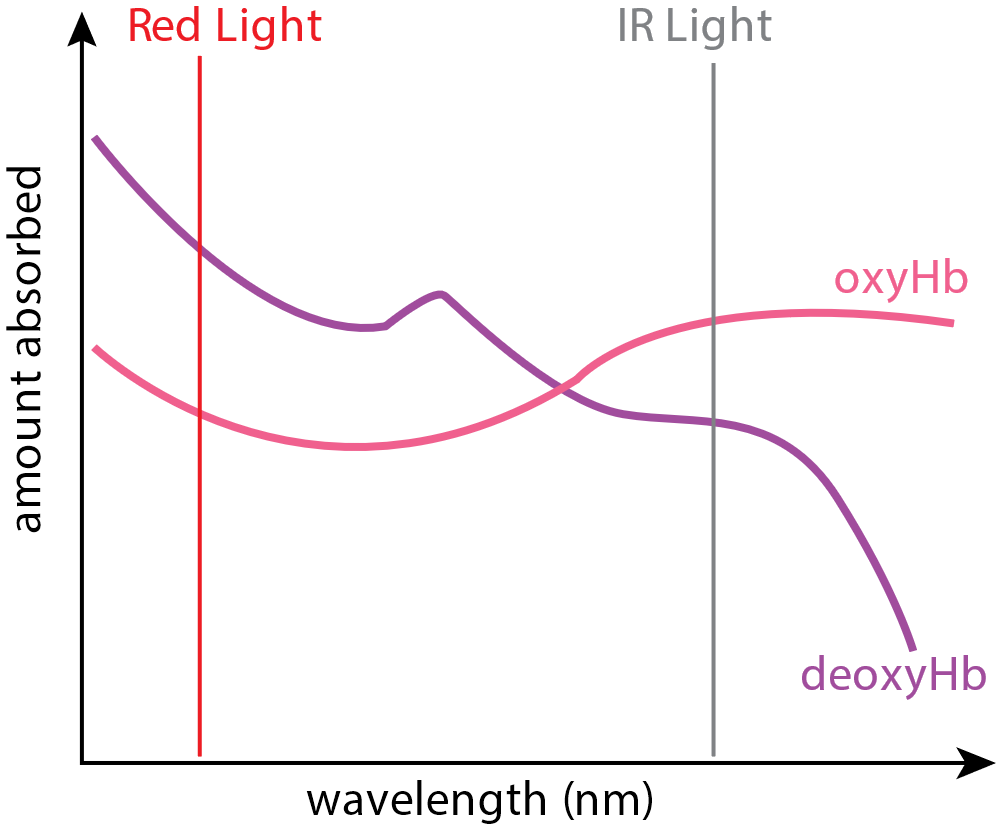 Red Light
IR Light
amount absorbed
oxyHb
deoxyHb
wavelength (nm)